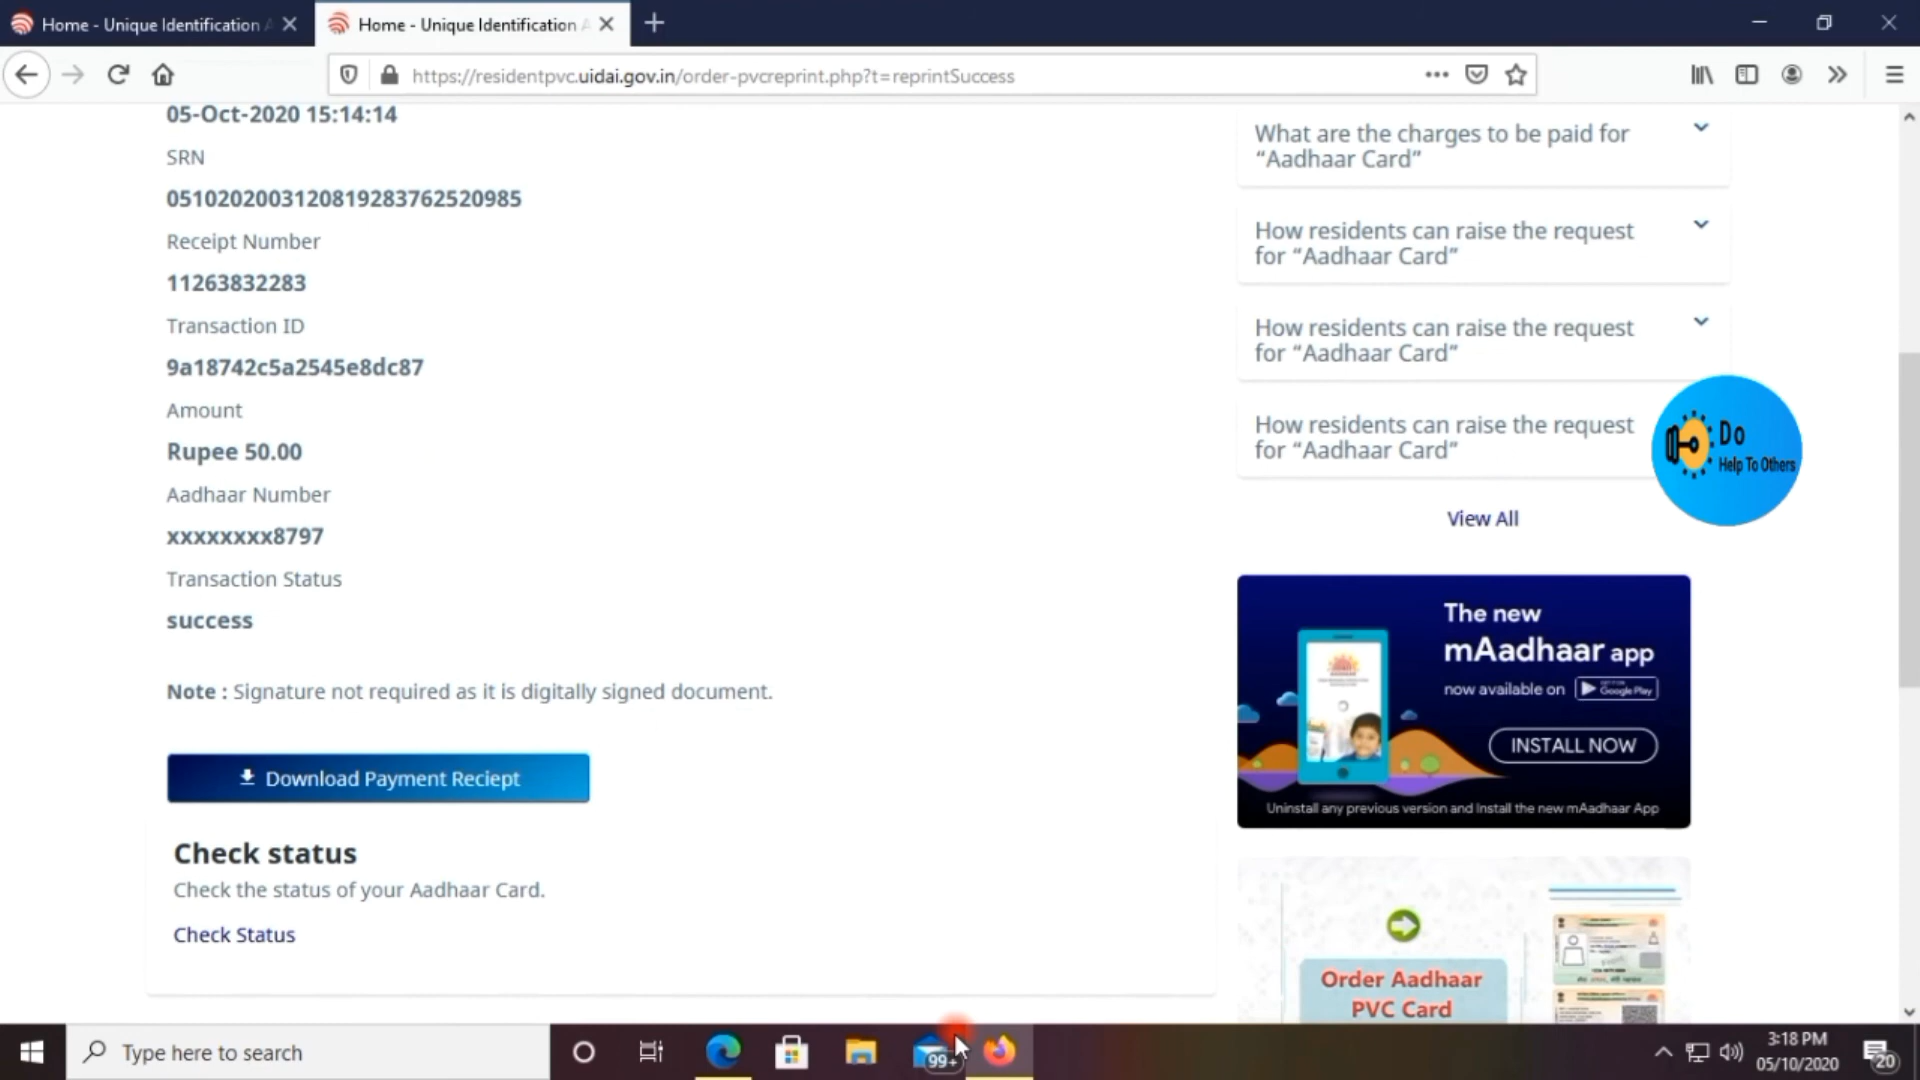 Home - Unique Identification A
Home - Unique Identification A
https://residentpvc.uidai.gov.in/order-pvcreprint.php?t=reprintSuccess
05-Oct-2020 15:14:14
SRN
0510202003120819283762520985
Receipt Number
11263832283
Transaction ID
9a18742c5a2545e8dc87
Amount
Rupee 50.00
Aadhaar Number
xxxxxxxx8797
Transaction Status
success
Note : Signature not required as it is digitally signed document.
Download Payment Reciept
Check status
Check the status of your Aadhaar Card.
Check Status
What are the charges to be paid for
“Aadhaar Card”
How residents can raise the request
for “Aadhaar Card”
How residents can raise the request
for “Aadhaar Card”
How residents can raise the request
for “Aadhaar Card”
Do
Help To Others
View All
The new
mAadhaar app
now available on
GET IT ON
Google Play
INSTALL NOW
Uninstall any previous version and Install the new mAadhaar App
Order Aadhaar
PVC Card
Type here to search
99+
3:18 PM
05/10/2020
20